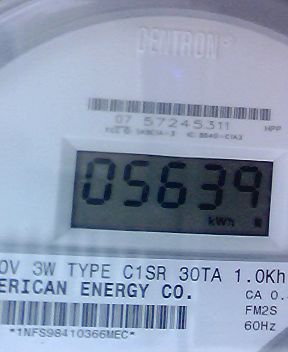 CENTRON®
07 57245311 HPP
05639
kWh R
0V 3W TYPE C1SR 30TA 1.0Kh
ERICAN ENERGY CO.
CA 0.
FM2S
60Hz
*1NFS98410366MEC*